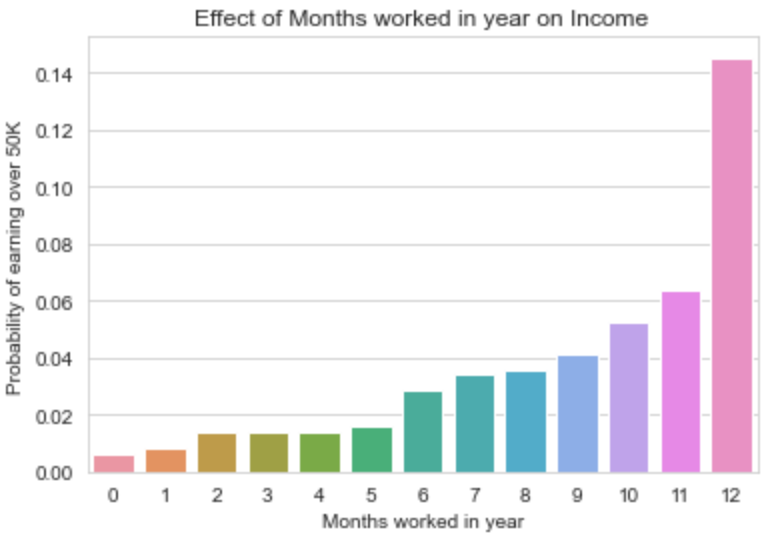 Effect of Months worked in year on Income
Probability of earning over 50K
0.14
0.12
0.10
0.08
0.06
0.04
0.02
0.00
0 1 2 3 4 5 6 7 8 9 10 11 12
Months worked in year